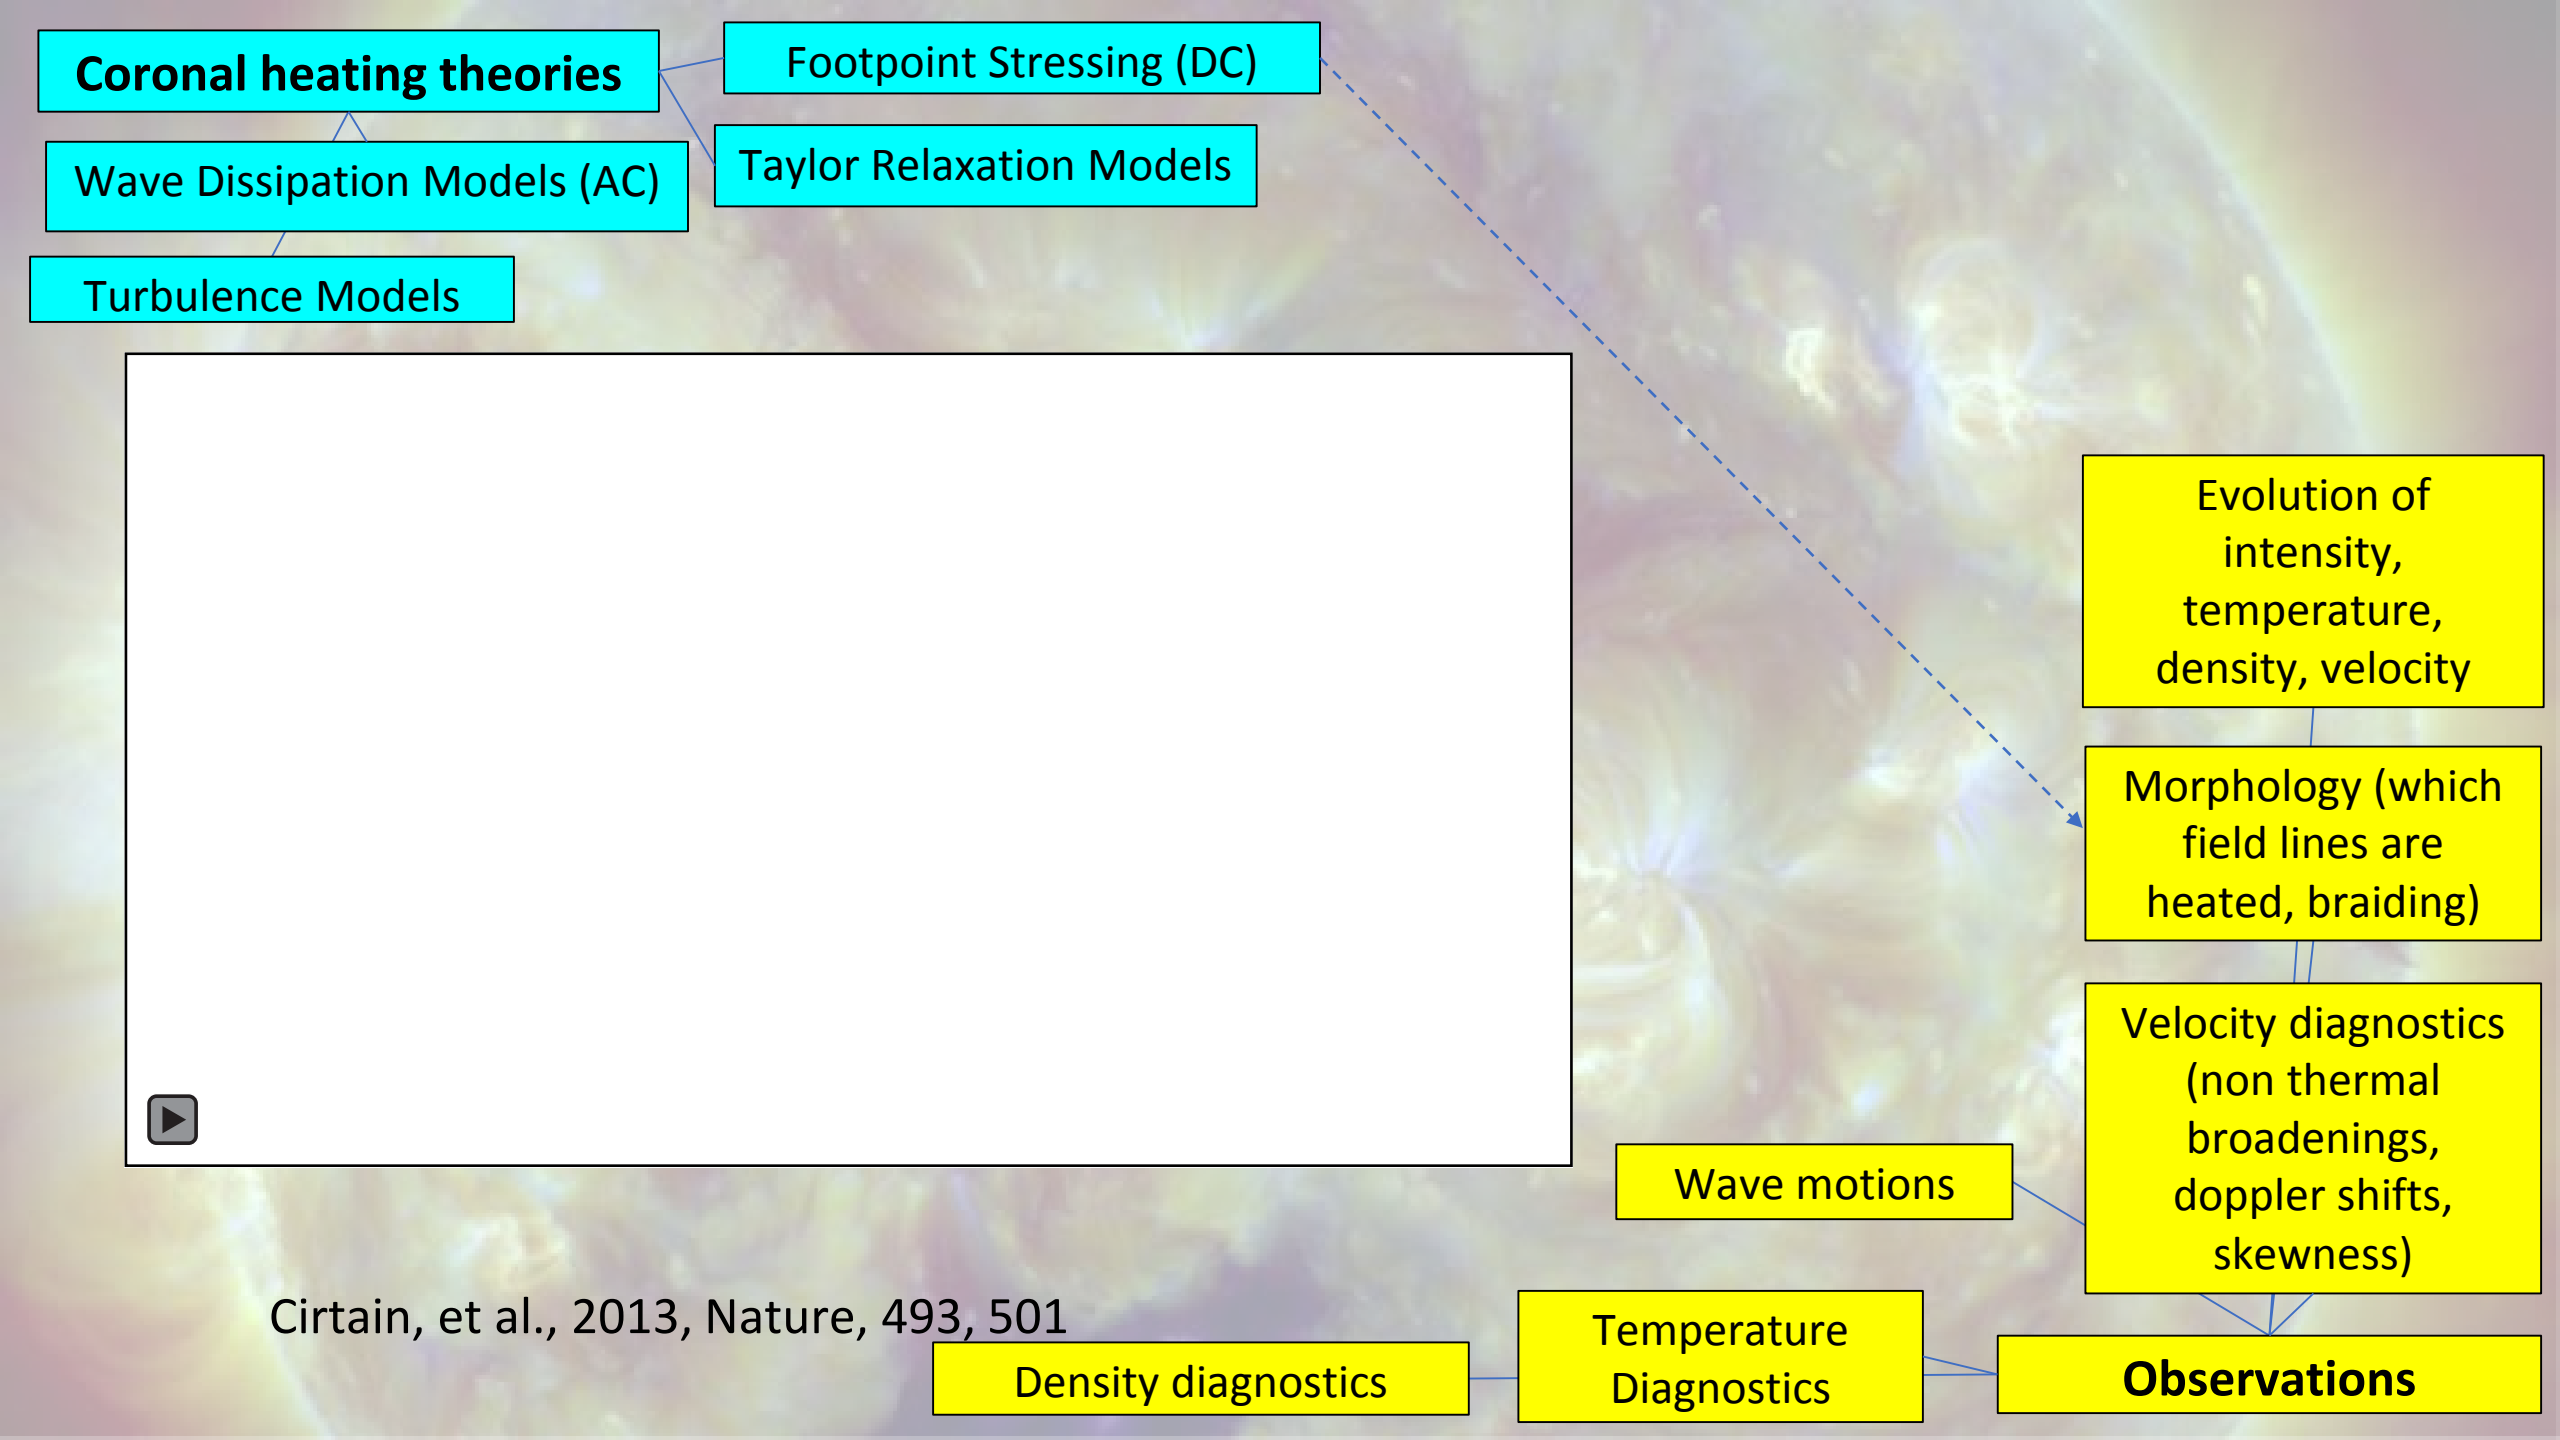 Coronal heating theories
Footpoint Stressing (DC)
Wave Dissipation Models (AC)
Taylor Relaxation Models
Turbulence Models
Evolution of
intensity,
temperature,
density, velocity
Morphology (which
field lines are
heated, braiding)
Velocity diagnostics
(non thermal
broadenings,
doppler shifts,
skewness)
Wave motions
Cirtain, et al., 2013, Nature, 493, 501
Temperature
Diagnostics
Density diagnostics
Observations